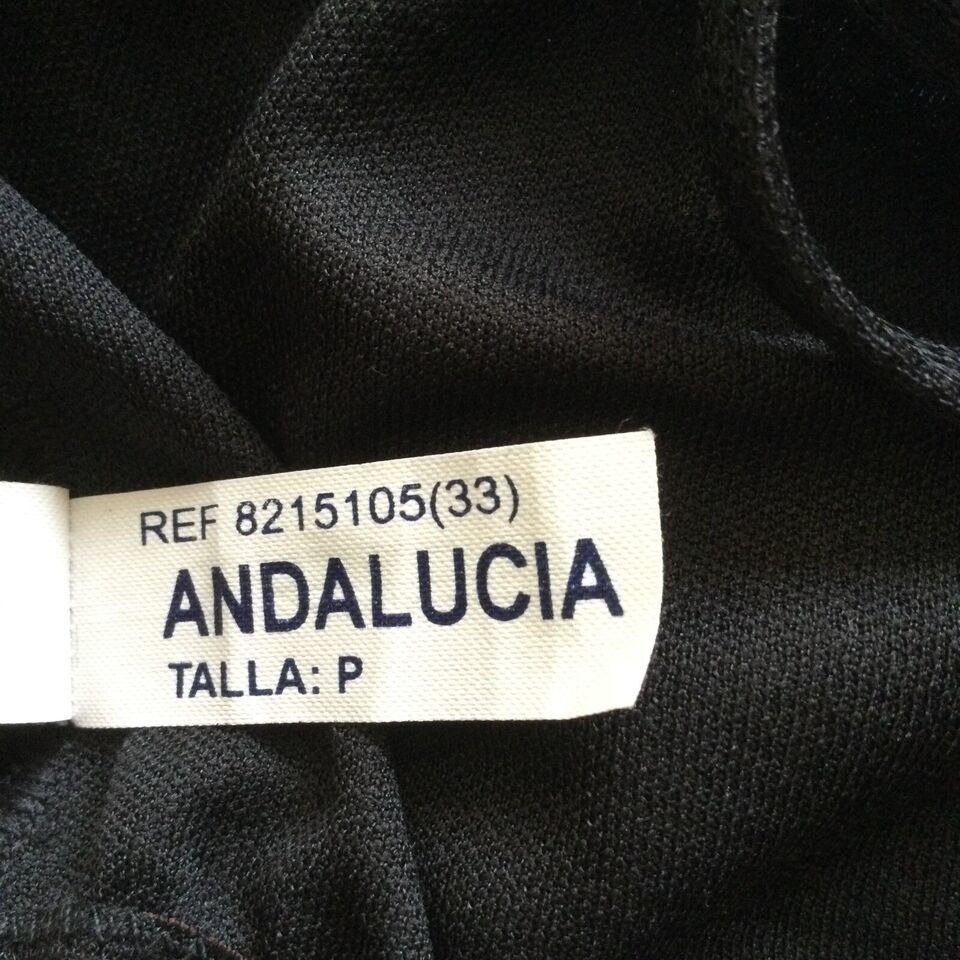 REF 8215105(33)
ANDALUCIA
TALLA: P